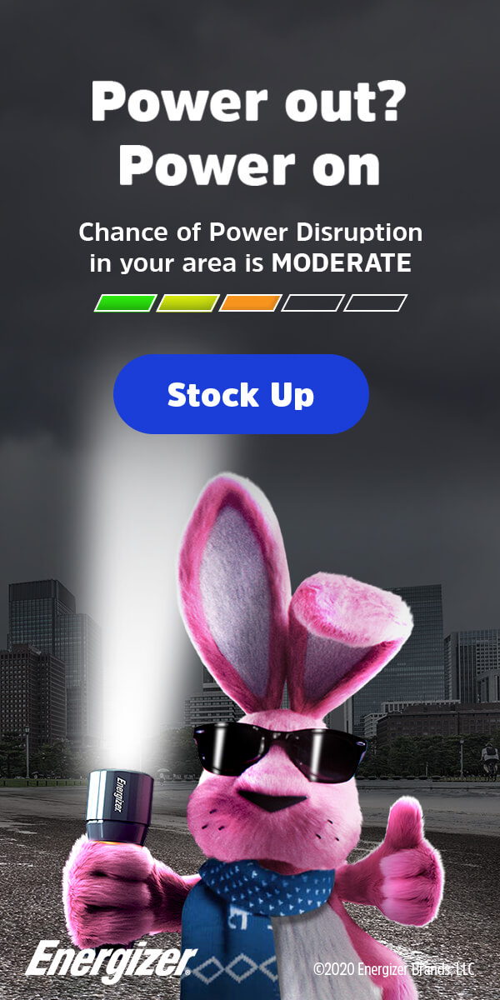 Power out?
Power on
Chance of Power Disruption
in your area is MODERATE
Stock Up
Energizer
Energizer
©2020 Energizer Brands, LLC